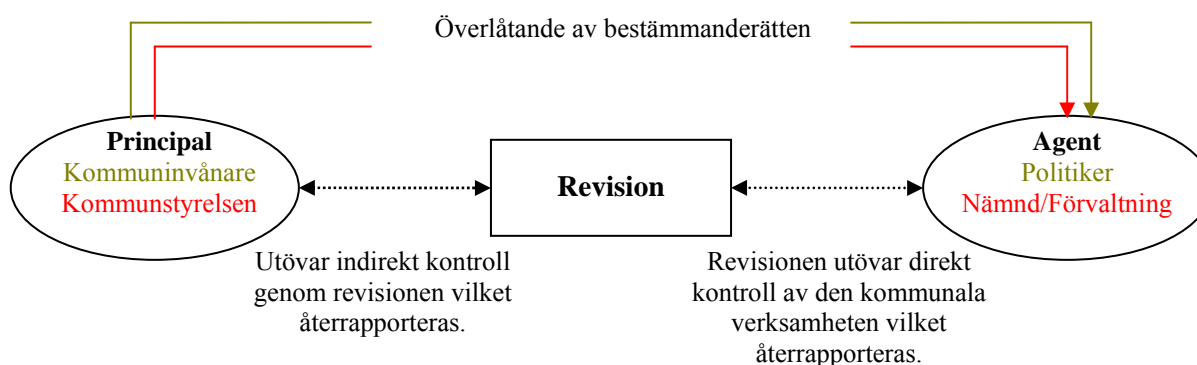 Överlåtande av bestämmanderätten
Principal
Kommuninvånare
Kommunstyrelsen
Revision
Agent
Politiker
Nämnd/Förvaltning
Utövar indirekt kontroll
genom revisionen vilket
återrapporteras.
Revisionen utövar direkt
kontroll av den kommunala
verksamheten vilket
återrapporteras.